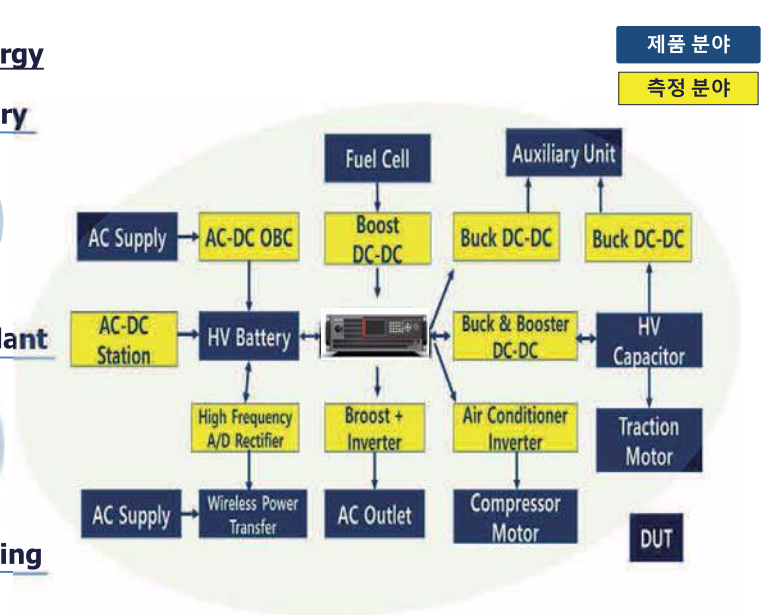 제품 분야
rgy
측정 분야
ry
Fuel Cell
Auxiliary Unit
AC Supply
AC-DC OBC
Boost
DC-DC
Buck DC-DC
Buck DC-DC
AC-DC
Station
HV Battery
Buck & Booster
DC-DC
HV
Capacitor
lant
High Frequency
A/D Rectifier
Broost +
Inverter
Air Conditioner
Inverter
Traction
Motor
AC Supply
Wireless Power
Transfer
AC Outlet
Compressor
Motor
DUT
ing